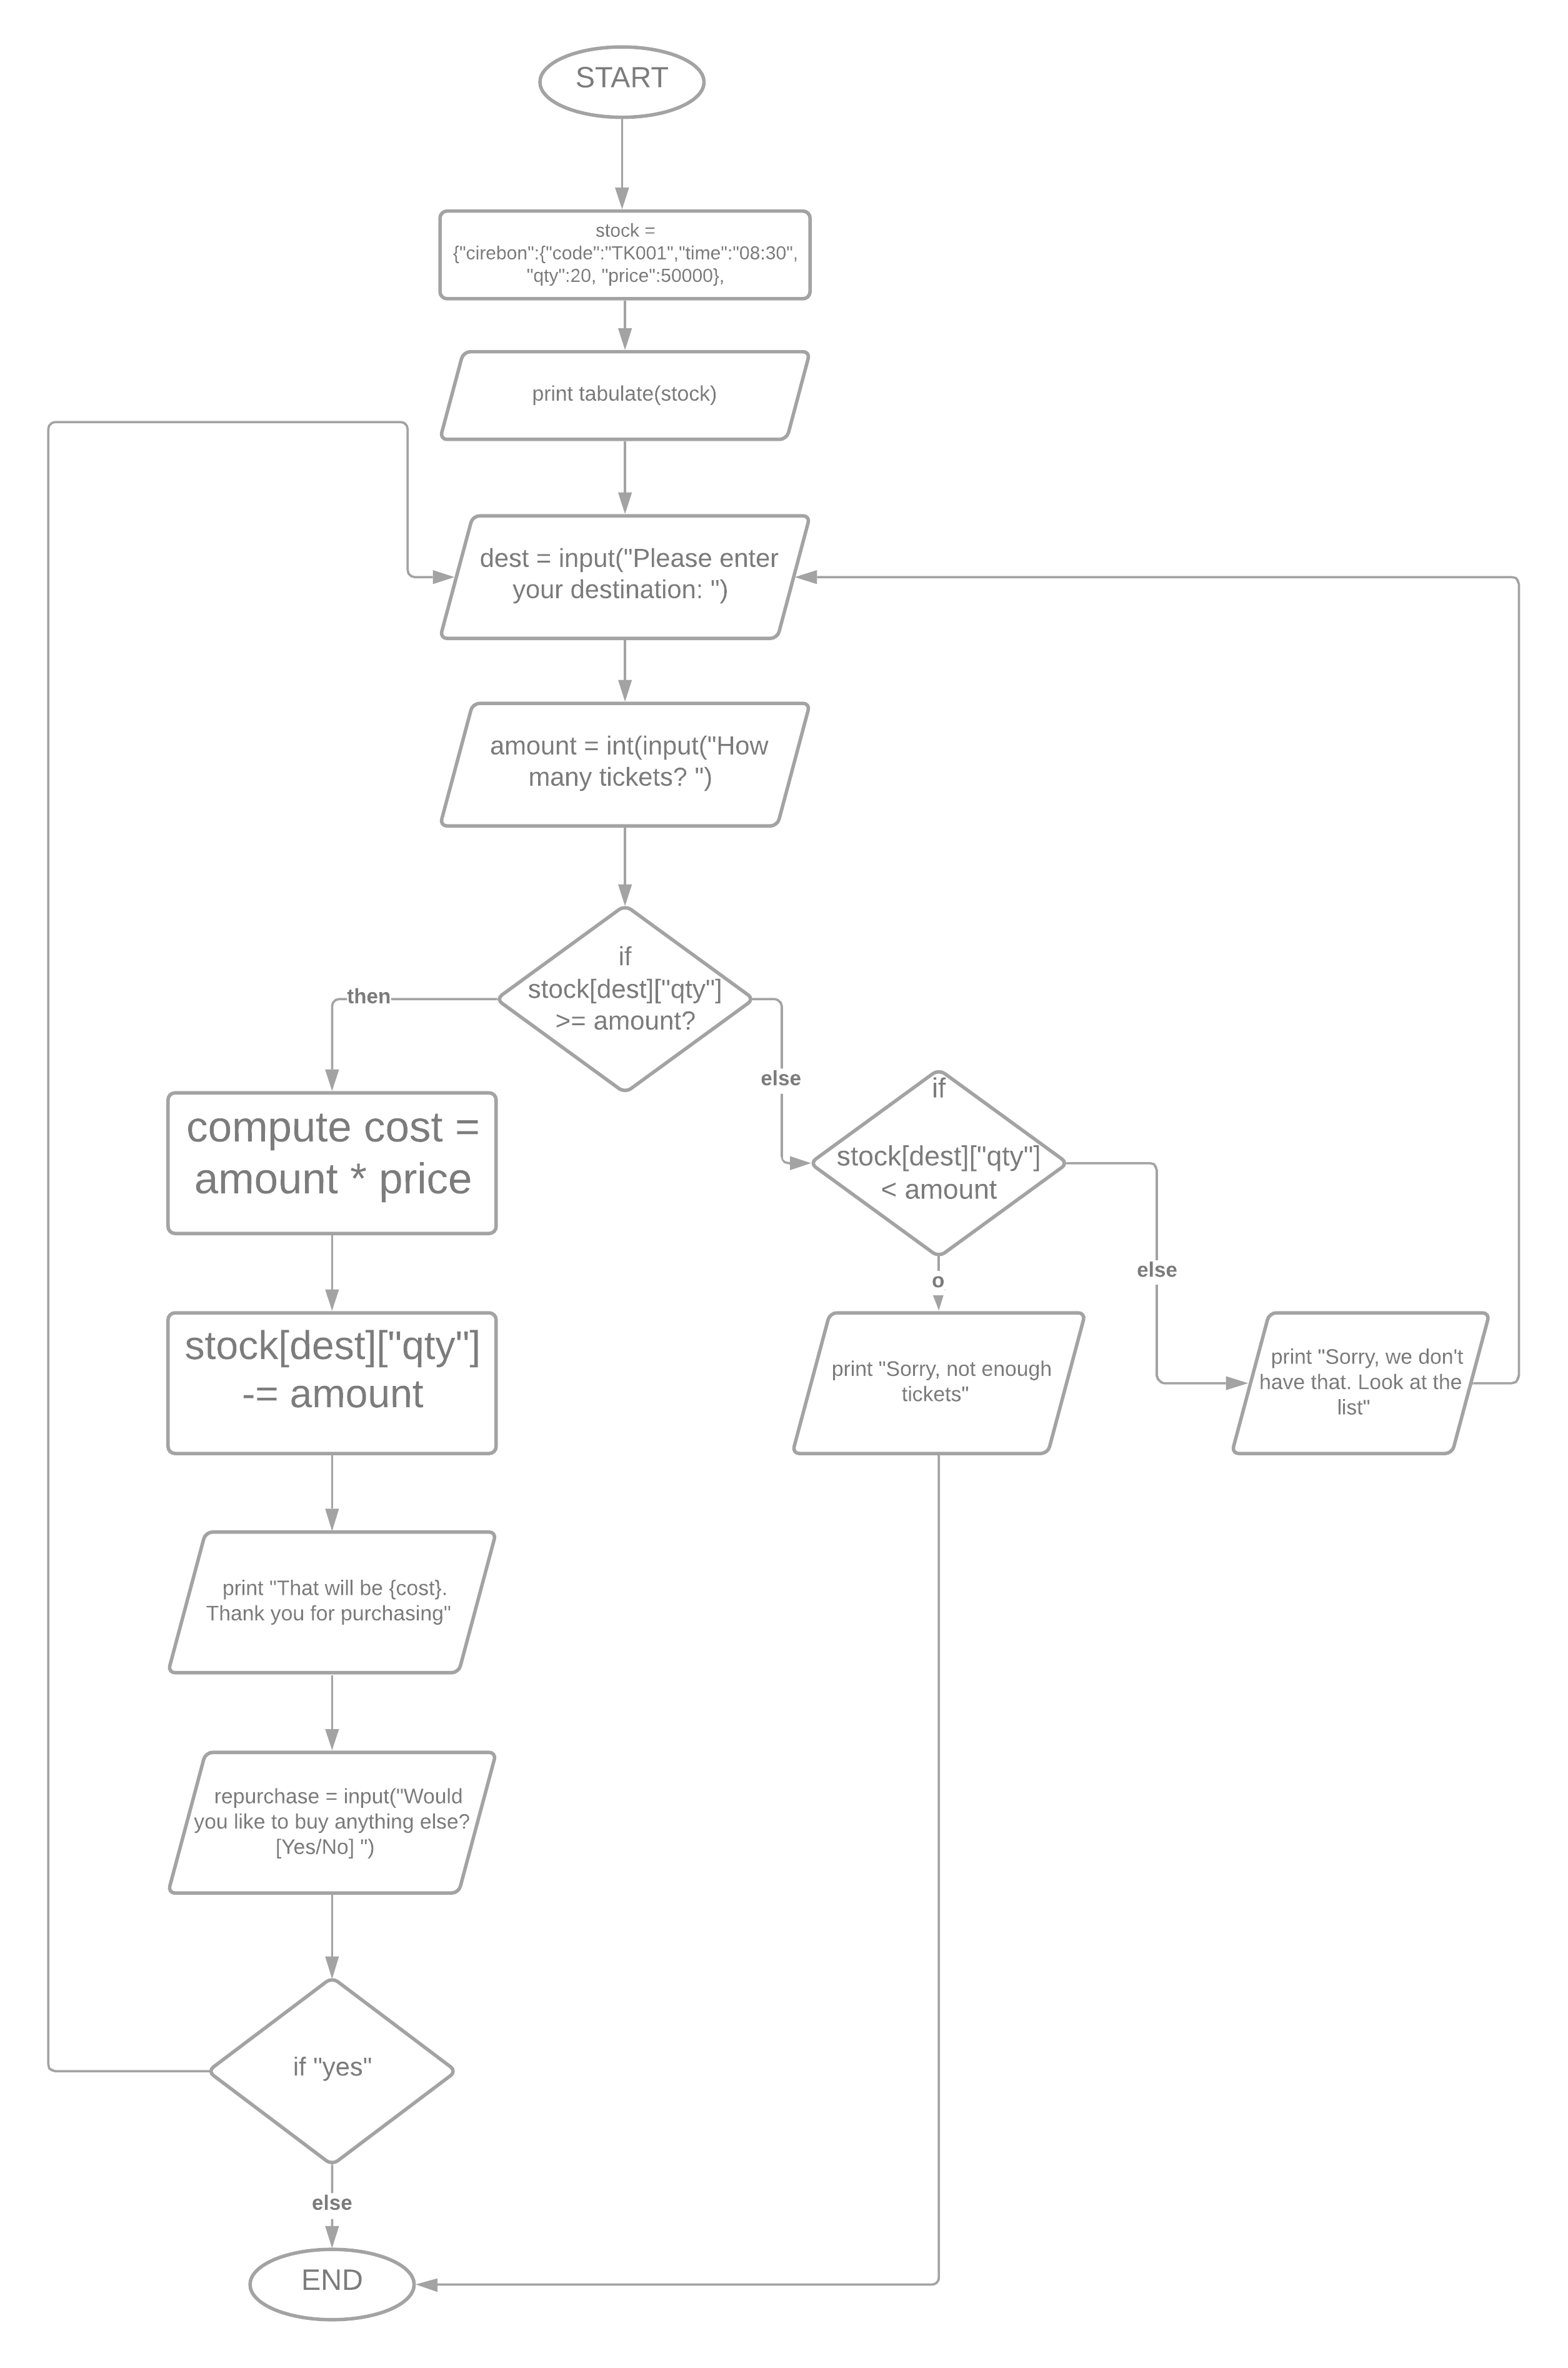 START
stock =
{"cirebon":{"code":"TK001","time":"08:30",
"qty":20, "price":50000},
print tabulate(stock)
dest = input("Please enter
your destination: ")
amount = int(input("How
many tickets? ")
if
stock[dest]["qty"]
>= amount?
then
else
if
stock[dest]["qty"]
< amount
compute cost =
amount * price
o
else
stock[dest]["qty"]
-= amount
print "Sorry, not enough
tickets"
print "Sorry, we don't
have that. Look at the
list"
print "That will be {cost}.
Thank you for purchasing"
repurchase = input("Would
you like to buy anything else?
[Yes/No] ")
if "yes"
else
END